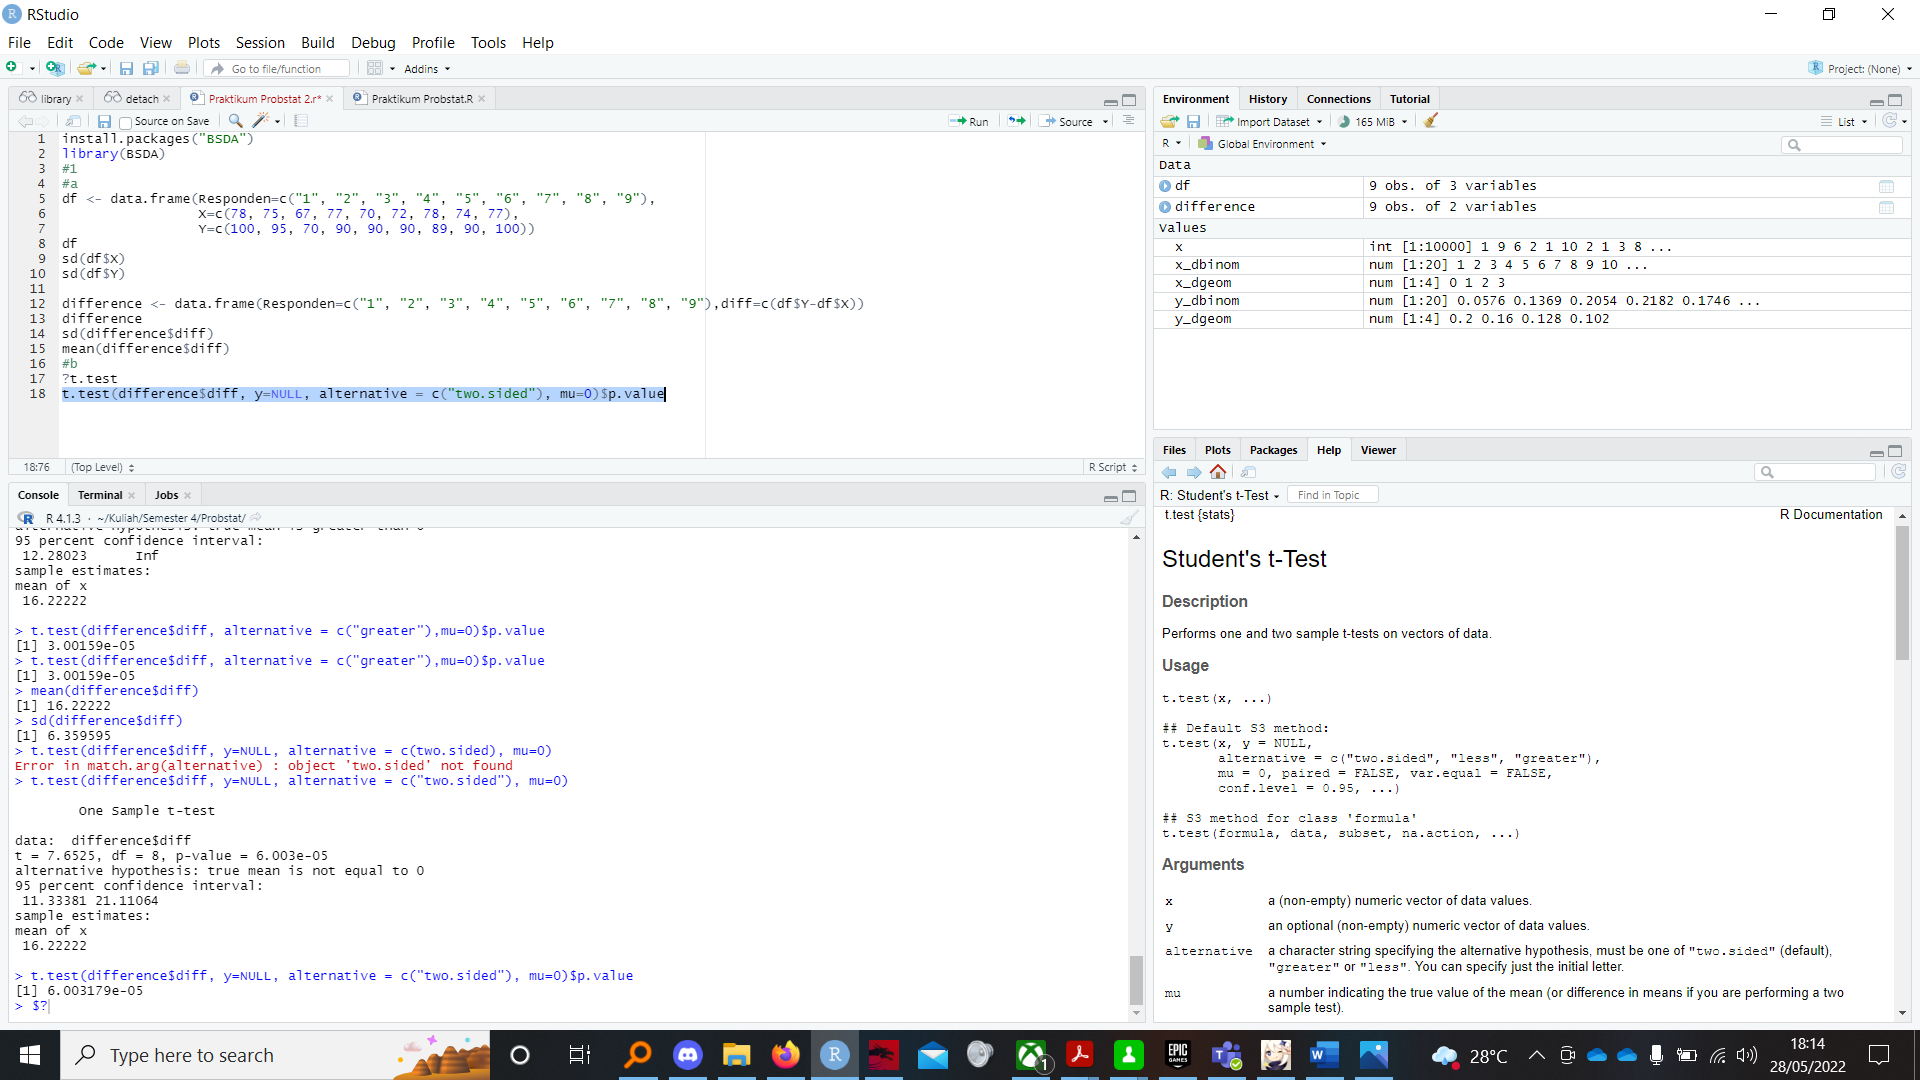 RStudio
File Edit Code View Plots Session Build Debug Profile Tools Help
Go to file/function Addins Project: (None)
library detach Praktikum Probstat 2.r* Praktikum Probstat.R
Source on Save Run Source
1 install.packages("BSDA")
2 library(BSDA)
3 #1
4 #a
5 df <- data.frame(Responden=c("1", "2", "3", "4", "5", "6", "7", "8", "9"),
6 X=c(78, 75, 67, 77, 70, 72, 78, 74, 77),
7 Y=c(100, 95, 70, 90, 90, 90, 89, 90, 100))
8 df
9 sd(df$X)
10 sd(df$Y)
11
12 difference <- data.frame(Responden=c("1", "2", "3", "4", "5", "6", "7", "8", "9"),diff=c(df$Y-df$X))
13 difference
14 sd(difference$diff)
15 mean(difference$diff)
16 #b
17 ?t.test
18 t.test(difference$diff, y=NULL, alternative = c("two.sided"), mu=0)$p.value
18:76 (Top Level) R Script
Console Terminal Jobs
R 4.1.3 · ~/Kuliah/Semester 4/Probstat/
alternative hypothesis: true mean is greater than 0
95 percent confidence interval:
12.28023 Inf
sample estimates:
mean of x
16.22222
> t.test(difference$diff, alternative = c("greater"),mu=0)$p.value
[1] 3.00159e-05
> t.test(difference$diff, alternative = c("greater"),mu=0)$p.value
[1] 3.00159e-05
> mean(difference$diff)
[1] 16.22222
> sd(difference$diff)
[1] 6.359595
> t.test(difference$diff, y=NULL, alternative = c(two.sided), mu=0)
Error in match.arg(alternative) : object 'two.sided' not found
> t.test(difference$diff, y=NULL, alternative = c("two.sided"), mu=0)
One Sample t-test
data: difference$diff
t = 7.6525, df = 8, p-value = 6.003e-05
alternative hypothesis: true mean is not equal to 0
95 percent confidence interval:
11.33381 21.11064
sample estimates:
mean of x
16.22222
> t.test(difference$diff, y=NULL, alternative = c("two.sided"), mu=0)$p.value
[1] 6.003179e-05
> $?
Environment History Connections Tutorial
Import Dataset 165 MiB List
R Global Environment
Data
df 9 obs. of 3 variables
difference 9 obs. of 2 variables
Values
x int [1:10000] 1 9 6 2 1 10 2 1 3 8 ...
x_dbinom num [1:20] 1 2 3 4 5 6 7 8 9 10 ...
x_dgeom num [1:4] 0 1 2 3
y_dbinom num [1:20] 0.0576 0.1369 0.2054 0.2182 0.1746 ...
y_dgeom num [1:4] 0.2 0.16 0.128 0.102
Files Plots Packages Help Viewer
R: Student's t-Test Find in Topic
t.test {stats} R Documentation
Student's t-Test
Description
Performs one and two sample t-tests on vectors of data.
Usage
t.test(x, ...)
## Default S3 method:
t.test(x, y = NULL,
alternative = c("two.sided", "less", "greater"),
mu = 0, paired = FALSE, var.equal = FALSE,
conf.level = 0.95, ...)
## S3 method for class 'formula'
t.test(formula, data, subset, na.action, ...)
Arguments
x a (non-empty) numeric vector of data values.
y an optional (non-empty) numeric vector of data values.
alternative a character string specifying the alternative hypothesis, must be one of "two.sided" (default),
"greater" or "less". You can specify just the initial letter.
mu a number indicating the true value of the mean (or difference in means if you are performing a two
sample test).
Type here to search
1
EPIC GAMES
28°C
18:14
28/05/2022